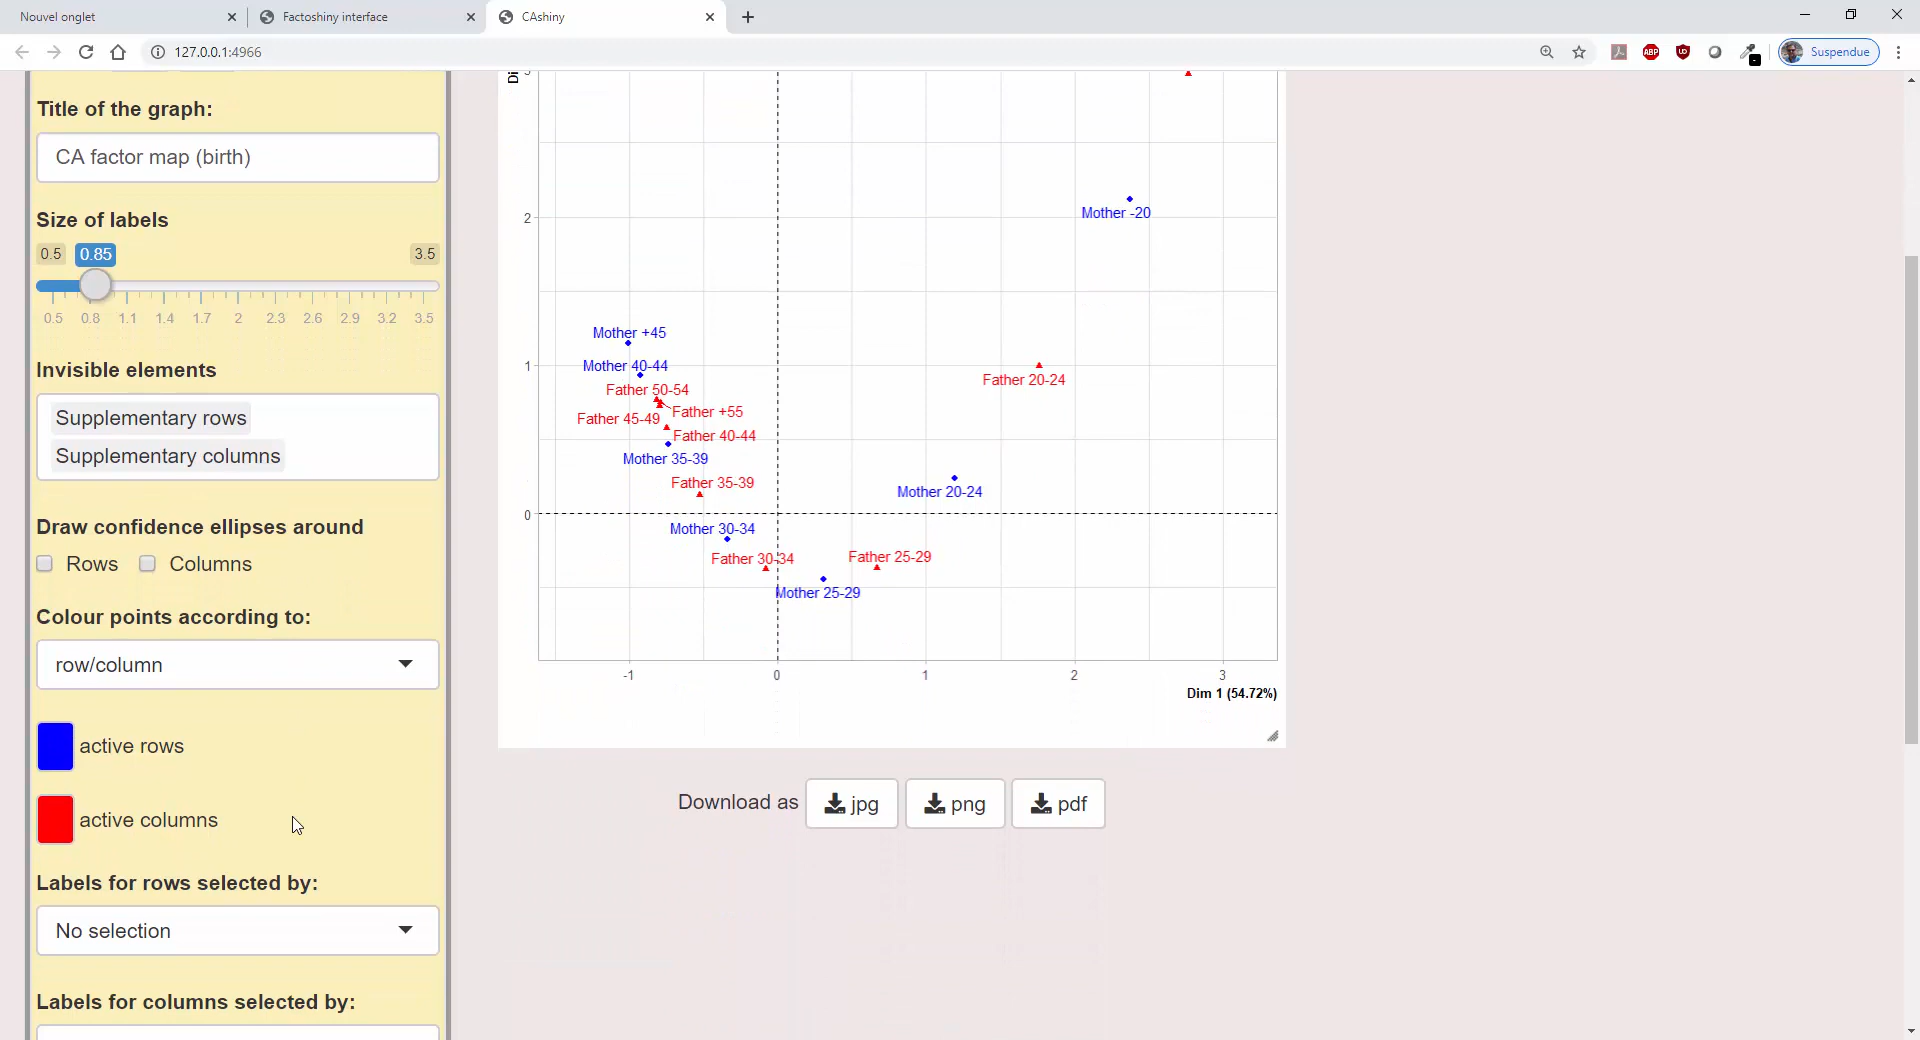 Nouvel onglet
Factoshiny interface
CAshiny
127.0.0.1:4966
ABP
Suspendue
Title of the graph:
CA factor map (birth)
Size of labels
0.5 0.85 3.5
0.5 0.8 1.1 1.4 1.7 2 2.3 2.6 2.9 3.2 3.5
Invisible elements
Supplementary rows
Supplementary columns
Draw confidence ellipses around
Rows Columns
Colour points according to:
row/column
active rows
active columns
Labels for rows selected by:
No selection
Labels for columns selected by:
2
1
0
Mother -20
Mother +45
Mother 40-44
Father 50-54
Father +55
Father 45-49
Father 40-44
Mother 35-39
Father 35-39
Father 20-24
Mother 20-24
Mother 30-34
Father 30-34
Father 25-29
Mother 25-29
-1 0 1 2 3
Dim 1 (54.72%)
Download as jpg png pdf